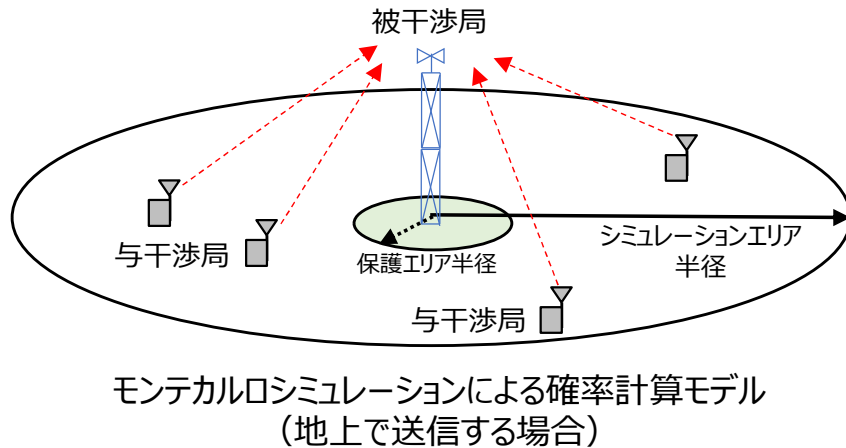 被干渉局
与干渉局
保護エリア半径
シミュレーションエリア
半径
与干渉局
モンテカルロシミュレーションによる確率計算モデル
（地上で送信する場合）